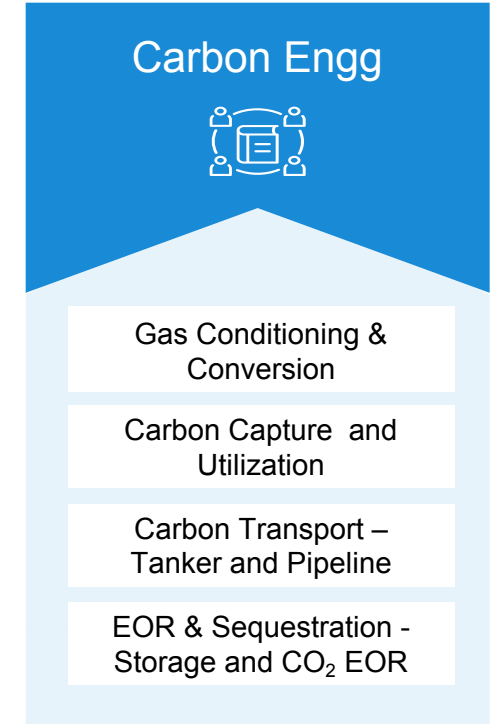 Carbon Engg
Gas Conditioning &
Conversion
Carbon Capture and
Utilization
Carbon Transport –
Tanker and Pipeline
EOR & Sequestration -
Storage and CO₂ EOR